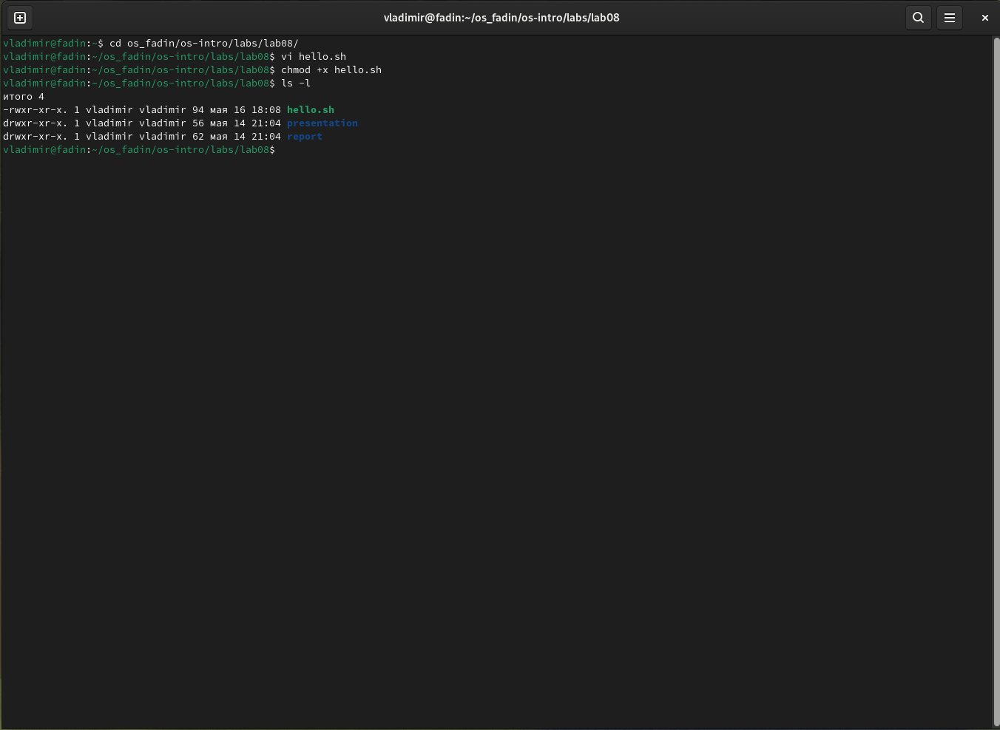 vladimir@fadin:~/os_fadin/os-intro/labs/lab08
vladimir@fadin:~$ cd os_fadin/os-intro/labs/lab08/
vladimir@fadin:~/os_fadin/os-intro/labs/lab08$ vi hello.sh
vladimir@fadin:~/os_fadin/os-intro/labs/lab08$ chmod +x hello.sh
vladimir@fadin:~/os_fadin/os-intro/labs/lab08$ ls -l
итого 4
-rwxr-xr-x. 1 vladimir vladimir 94 мая 16 18:08 hello.sh
drwxr-xr-x. 1 vladimir vladimir 56 мая 14 21:04 presentation
drwxr-xr-x. 1 vladimir vladimir 62 мая 14 21:04 report
vladimir@fadin:~/os_fadin/os-intro/labs/lab08$